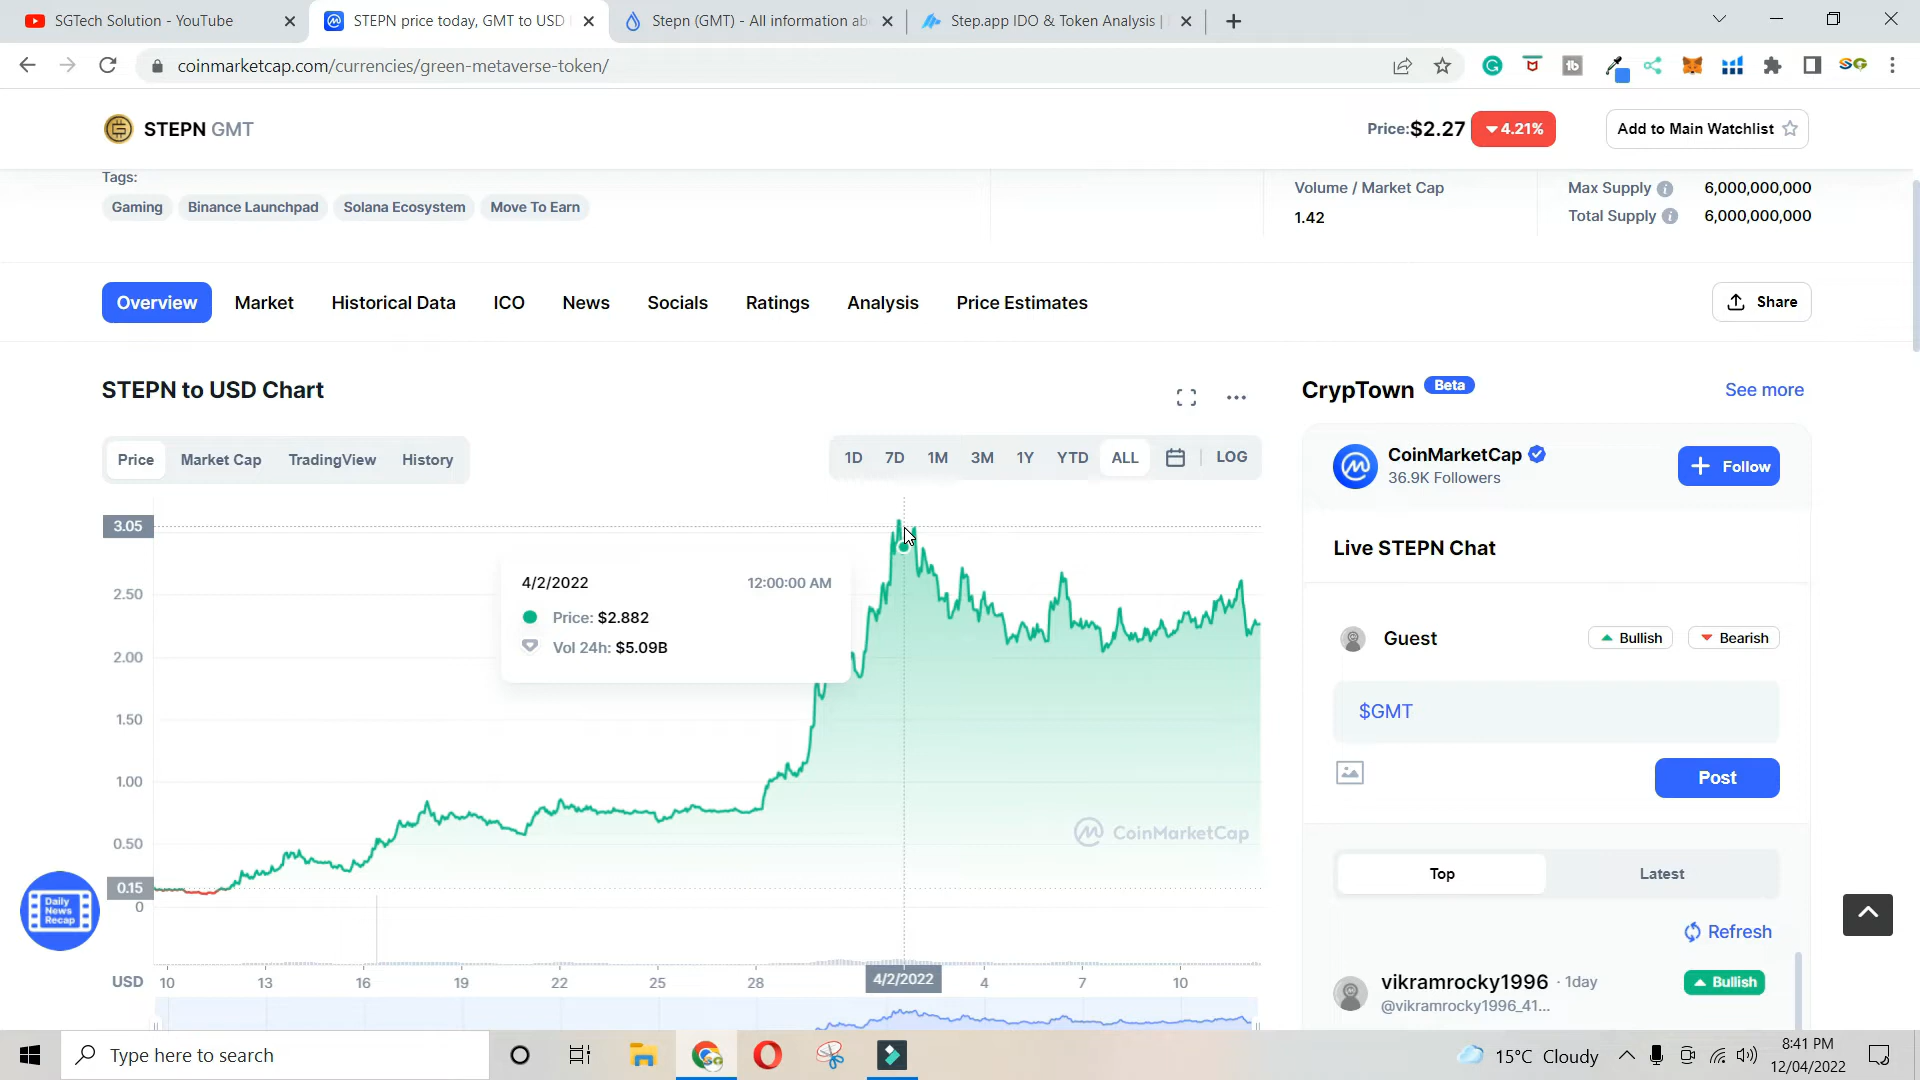 SGTech Solution - YouTube
STEPN price today, GMT to USD
Stepn (GMT) - All information ab
Step.app IDO & Token Analysis |
coinmarketcap.com/currencies/green-metaverse-token/
STEPN GMT
Price:$2.27
4.21%
Add to Main Watchlist
Tags:
Gaming
Binance Launchpad
Solana Ecosystem
Move To Earn
Volume / Market Cap
1.42
Max Supply
6,000,000,000
Total Supply
6,000,000,000
Overview
Market
Historical Data
ICO
News
Socials
Ratings
Analysis
Price Estimates
Share
STEPN to USD Chart
Price
Market Cap
TradingView
History
1D
7D
1M
3M
1Y
YTD
ALL
LOG
3.05
2.50
2.00
1.50
1.00
0.50
0.15
0
4/2/2022
12:00:00 AM
Price: $2.882
Vol 24h: $5.09B
CoinMarketCap
USD
10
13
16
19
22
25
28
4/2/2022
4
7
10
Daily
News
Recap
CrypTown
Beta
See more
CoinMarketCap
36.9K Followers
Follow
Live STEPN Chat
Guest
Bullish
Bearish
$GMT
Post
Top
Latest
Refresh
vikramrocky1996 · 1day
@vikramrocky1996_41...
Bullish
Type here to search
15°C Cloudy
8:41 PM
12/04/2022